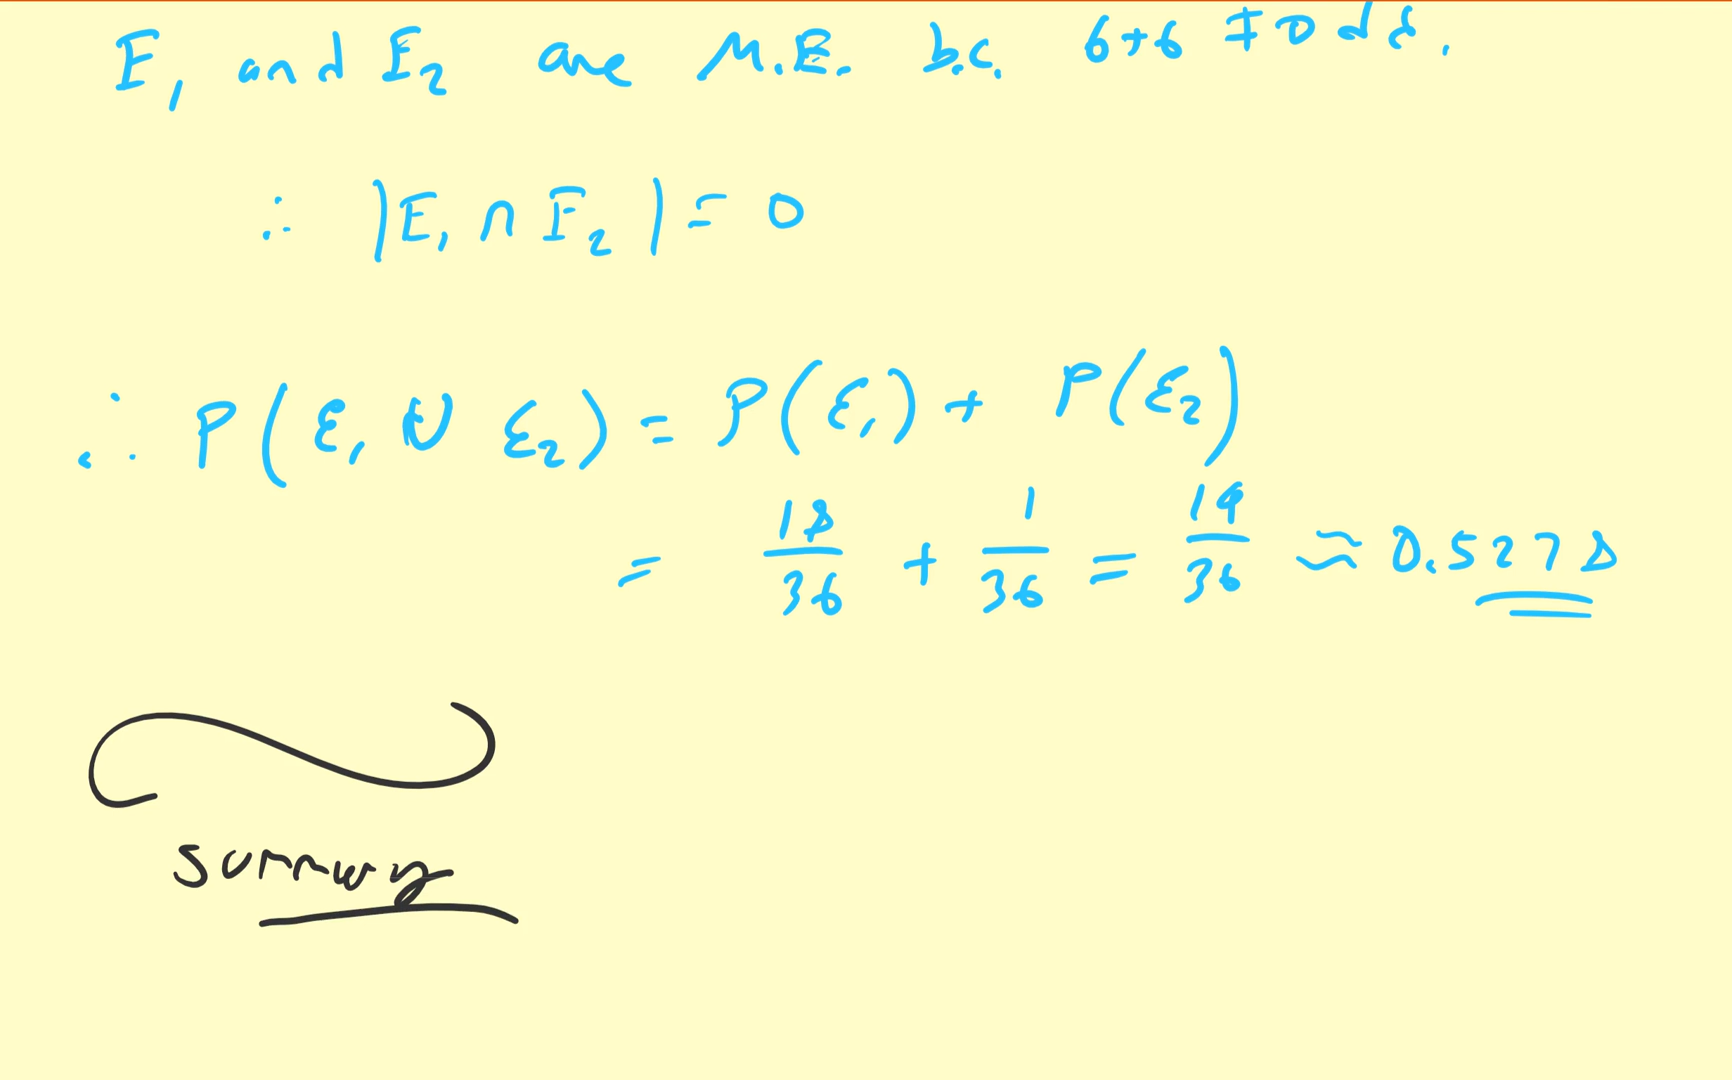 E₁ and E₂ are M.E. b.c. 6+6 ≠ odd.
∴ |E₁ ∩ E₂| = 0
∴ P(E₁ ∪ E₂) = P(E₁) + P(E₂)
= 18/36 + 1/36 = 19/36 ≈ 0.5278
Summary